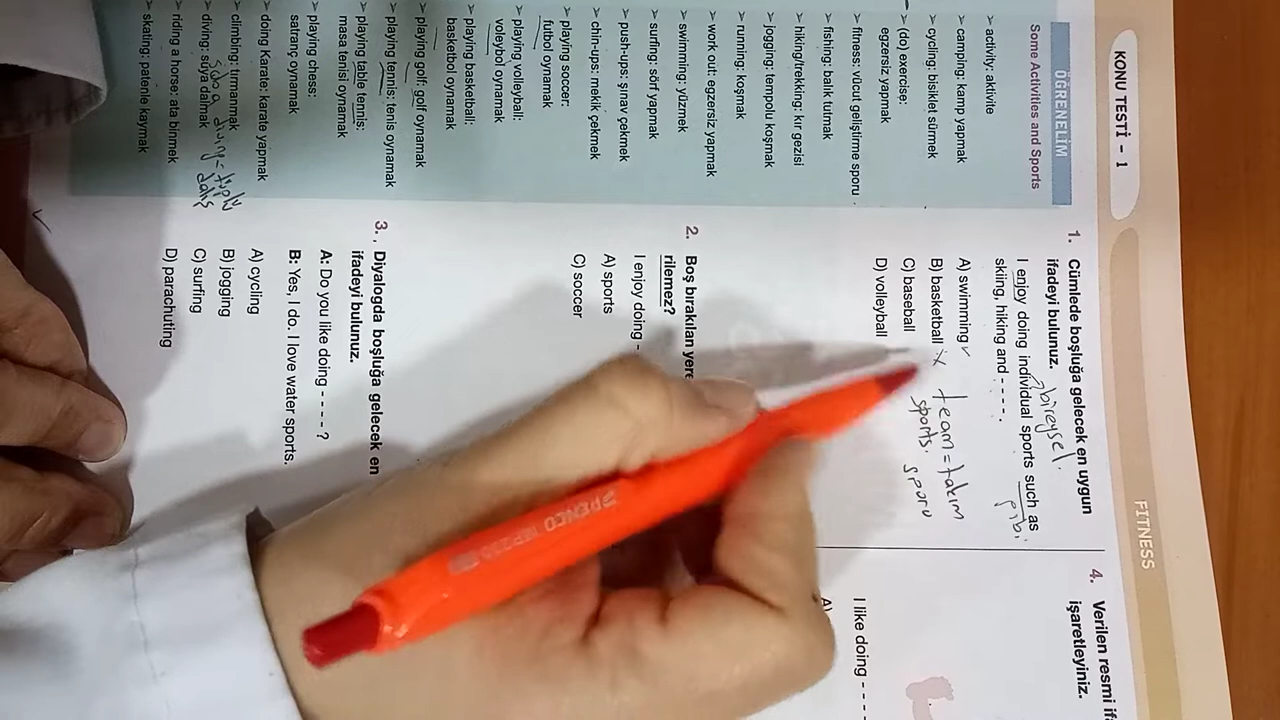 KONU TESTİ - 1
FITNESS
ÖĞRENELİM
Some Activities and Sports
➢ activity: aktivite
➢ camping: kamp yapmak
➢ cycling: bisiklet sürmek
➢ (do) exercise:
egzersiz yapmak
➢ fitness: vücut geliştirme sporu
➢ fishing: balık tutmak
➢ hiking/trekking: kır gezisi
➢ jogging: tempolu koşmak
➢ running: koşmak
➢ work out: egzersiz yapmak
➢ swimming: yüzmek
➢ surfing: sörf yapmak
➢ push-ups: şınav çekmek
➢ chin-ups: mekik çekmek
➢ playing soccer:
futbol oynamak
➢ playing volleyball:
voleybol oynamak
➢ playing basketball:
basketbol oynamak
➢ playing golf: golf oynamak
➢ playing tennis: tenis oynamak
➢ playing table tennis:
masa tenisi oynamak
➢ playing chess:
satranç oynamak
➢ doing Karate: karate yapmak
➢ climbing: tırmanmak
➢ diving: suya dalmak
scuba diving = tüplü
dalış
➢ riding a horse: ata binmek
➢ skating: patenle kaymak
1. Cümlede boşluğa gelecek en uygun
ifadeyi bulunuz.
bireysel.
I enjoy doing individual sports such as
gibi
skiing, hiking and - - - -.
A) swimming ✓
B) basketball x team = takım
C) baseball sports. sporu
D) volleyball
2. Boş bırakılan yere
rilemez?
I enjoy doing -
A) sports
C) soccer
3. Diyalogda boşluğa gelecek en
ifadeyi bulunuz.
A: Do you like doing - - - - ?
B: Yes, I do. I love water sports.
A) cycling
B) jogging
C) surfing
D) parachuting
4. Verilen resmi
işaretleyiniz.
I like doing - - - -
A)
PENCO